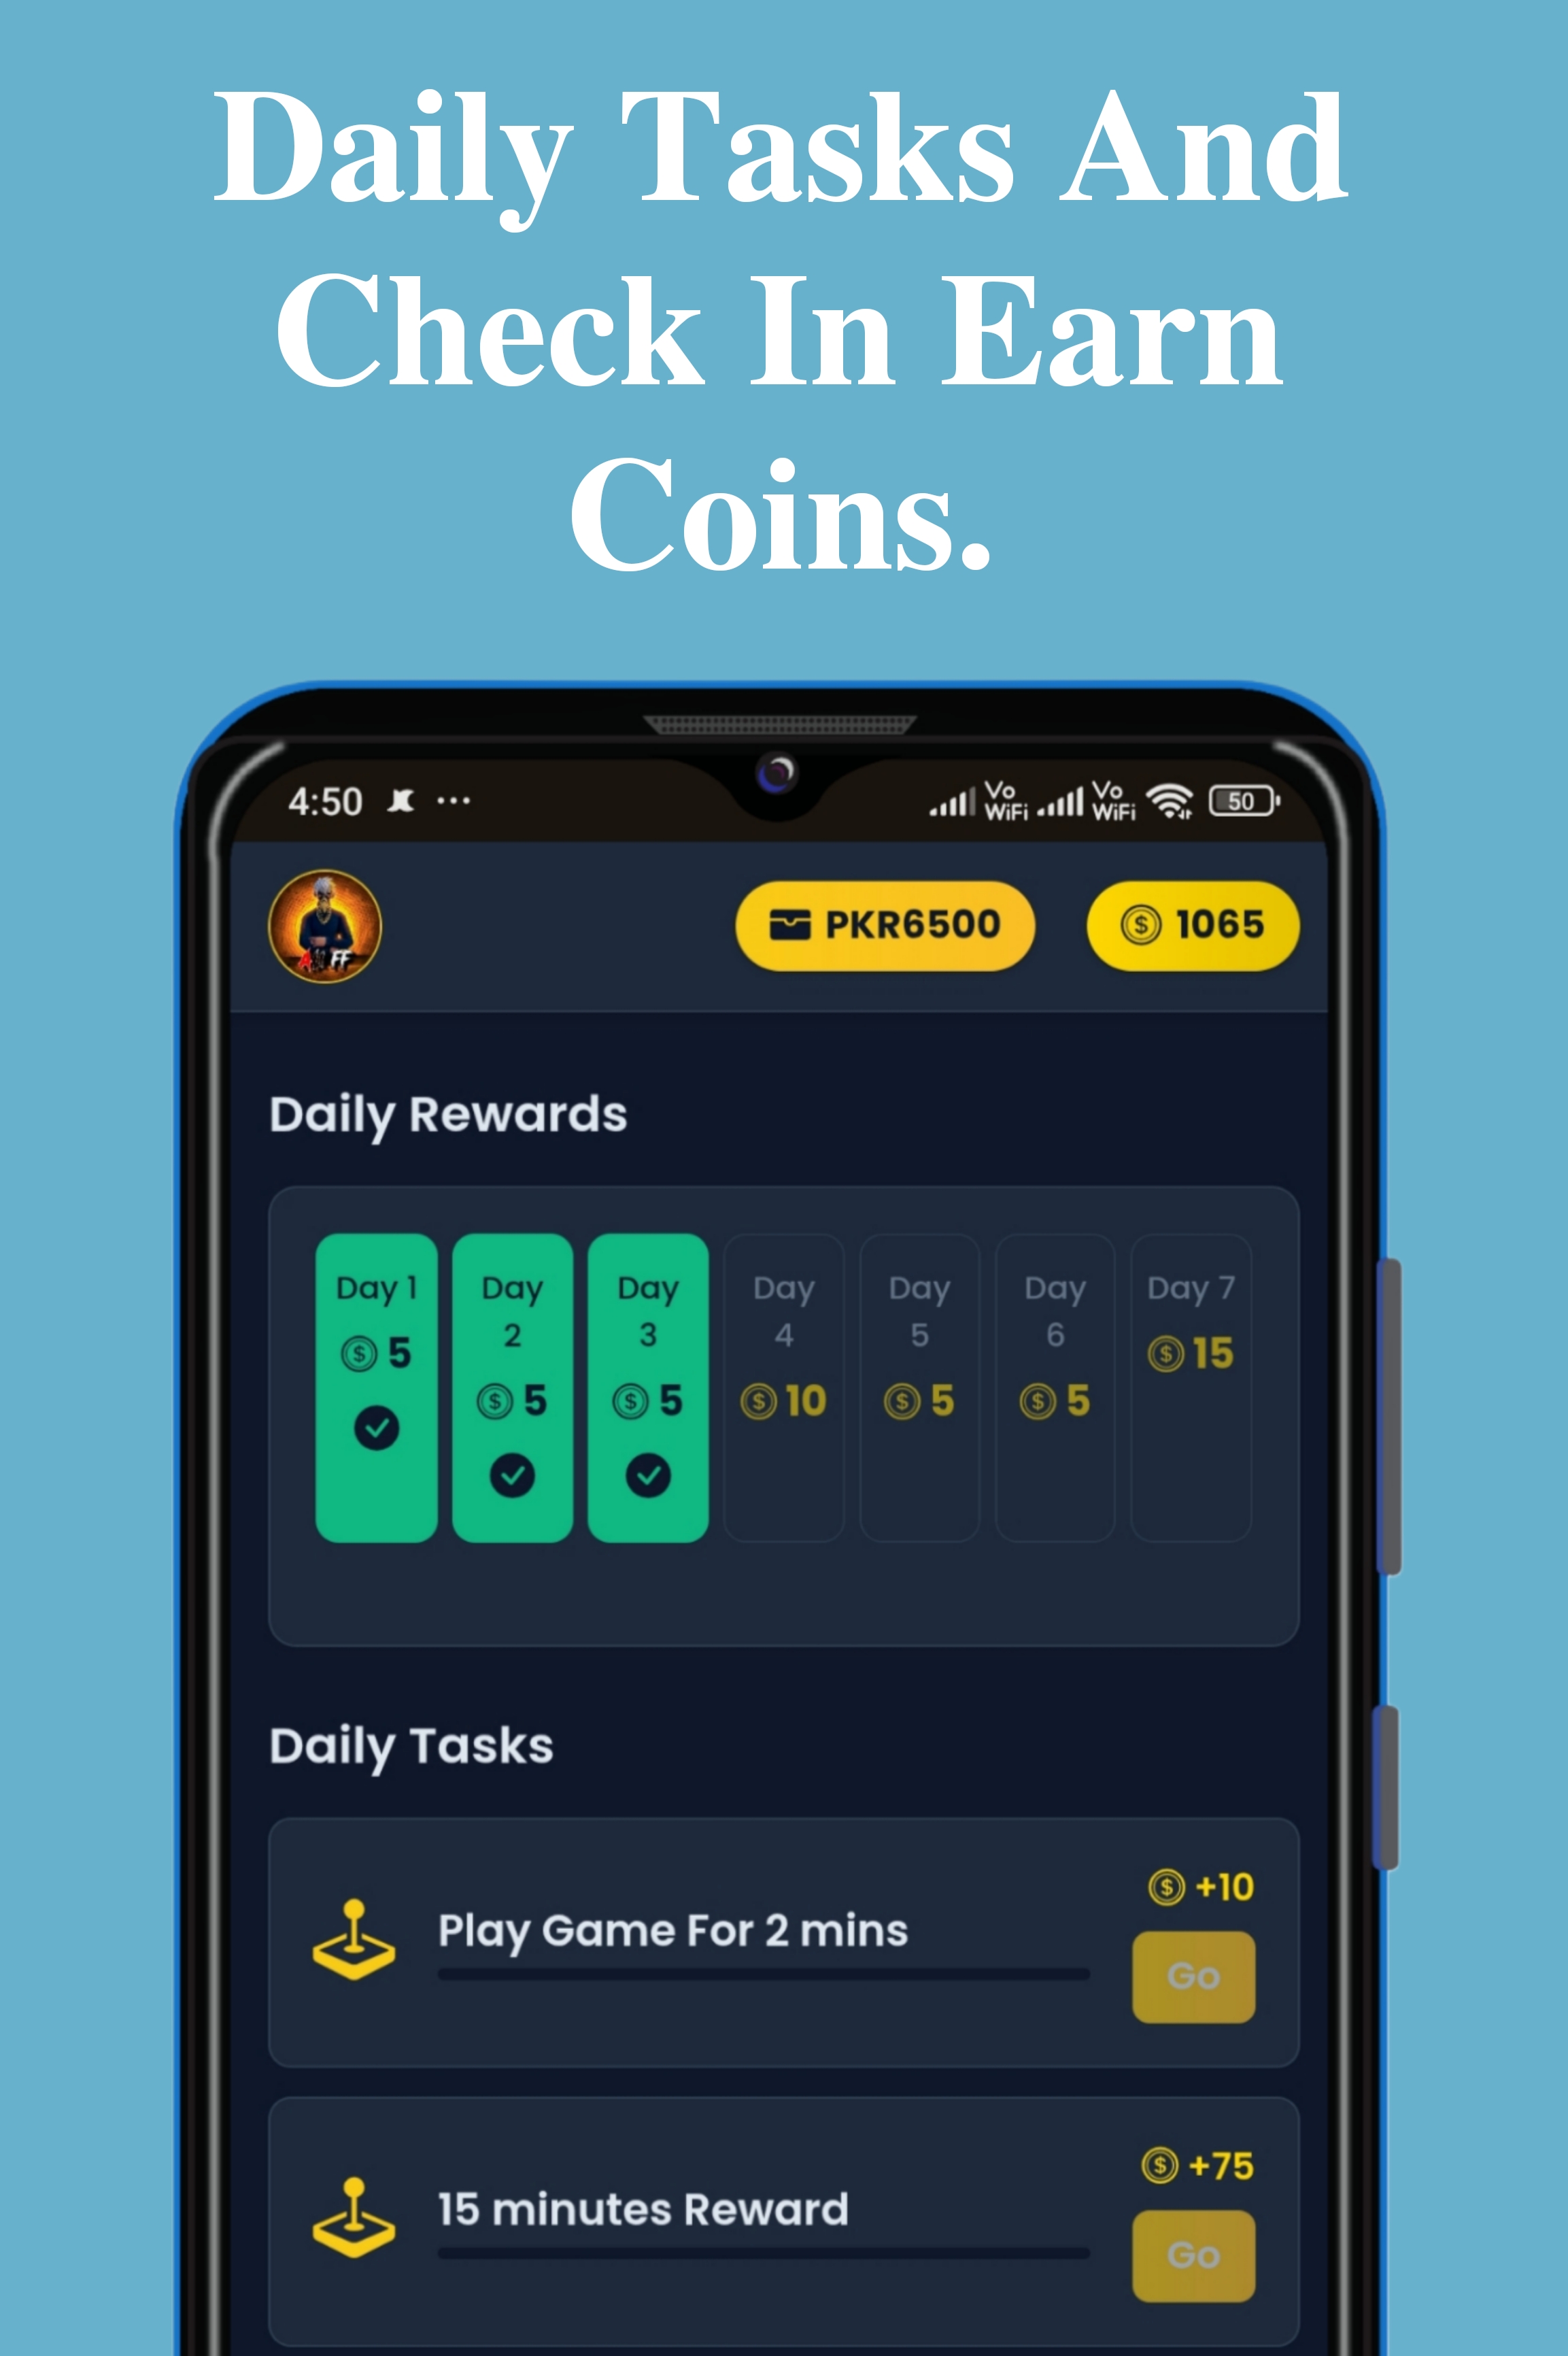 Daily Tasks And
Check In Earn
Coins.
4:50
Vo WiFi Vo WiFi 50
PKR6500 1065
Daily Rewards
Day 1 Day 2 Day 3 Day 4 Day 5 Day 6 Day 7
5 5 5 10 5 5 15
Daily Tasks
+10
Play Game For 2 mins
Go
+75
15 minutes Reward
Go